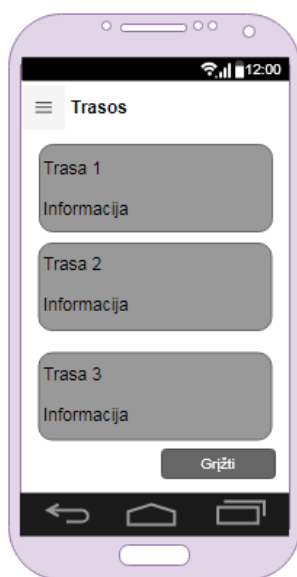 12:00
Trasos
Trasa 1
Informacija
Trasa 2
Informacija
Trasa 3
Informacija
Grįžti